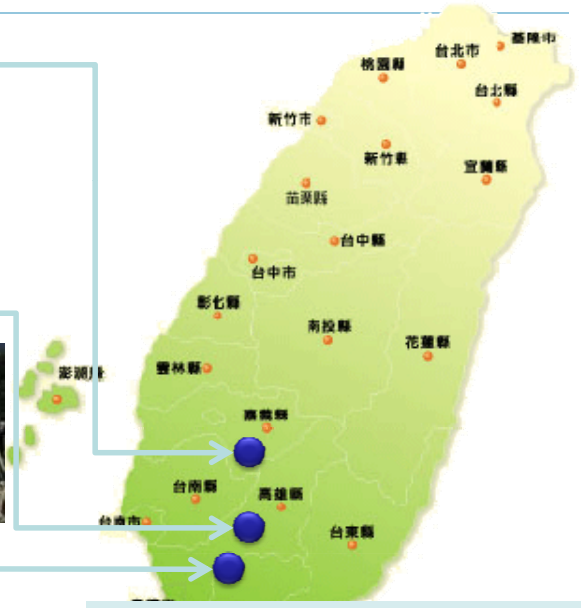 基隆市
台北市
桃園縣
台北縣
新竹市
新竹縣
宜蘭縣
苗栗縣
台中縣
台中市
彰化縣
南投縣
花蓮縣
雲林縣
澎湖縣
嘉義縣
台南縣
高雄縣
台南市
台東縣